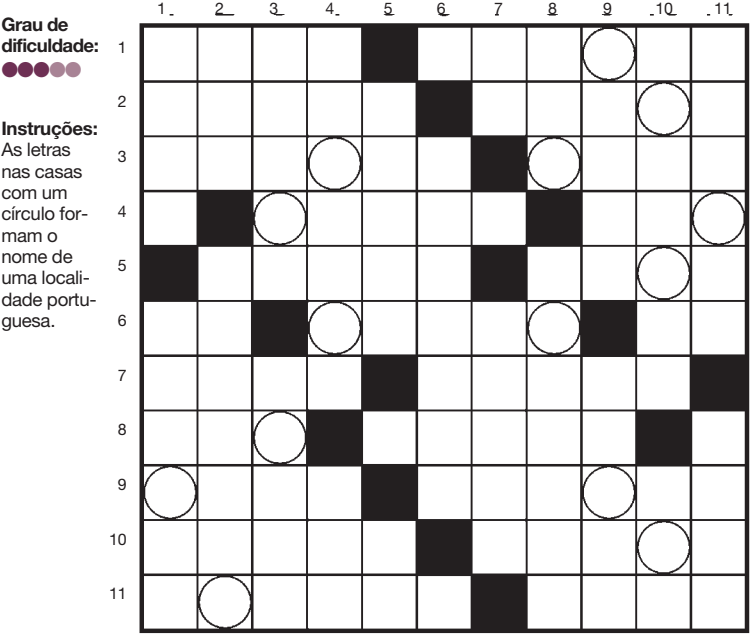 Grau de
dificuldade:
Instruções:
As letras
nas casas
com um
círculo for-
mam o
nome de
uma locali-
dade portu-
guesa.
1 2 3 4 5 6 7 8 9 10 11
1
2
3
4
5
6
7
8
9
10
11